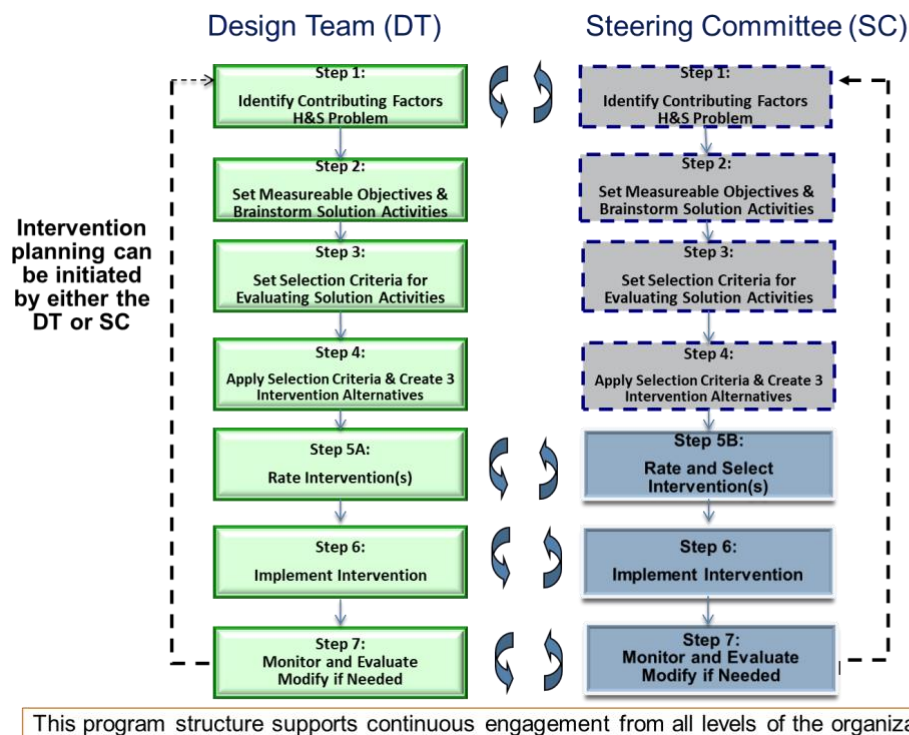 Design Team (DT)
Steering Committee (SC)
Step 1:
Identify Contributing Factors
H&S Problem
Step 2:
Set Measureable Objectives &
Brainstorm Solution Activities
Step 3:
Set Selection Criteria for
Evaluating Solution Activities
Step 4:
Apply Selection Criteria & Create 3
Intervention Alternatives
Step 5A:
Rate Intervention(s)
Step 6:
Implement Intervention
Step 7:
Monitor and Evaluate
Modify if Needed
Step 1:
Identify Contributing Factors
H&S Problem
Step 2:
Set Measureable Objectives &
Brainstorm Solution Activities
Step 3:
Set Selection Criteria for
Evaluating Solution Activities
Step 4:
Apply Selection Criteria & Create 3
Intervention Alternatives
Step 5B:
Rate and Select
Intervention(s)
Step 6:
Implement Intervention
Step 7:
Monitor and Evaluate
Modify if Needed
Intervention
planning can
be initiated
by either the
DT or SC
This program structure supports continuous engagement from all levels of the